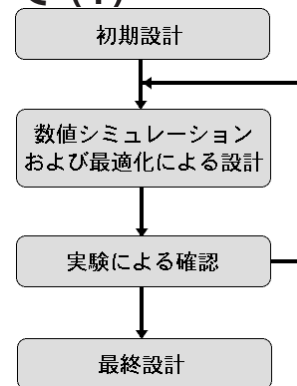 初期設計
数値シミュレーション
および最適化による設計
実験による確認
最終設計